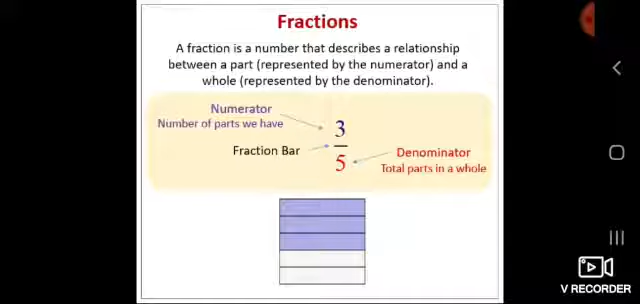 Fractions
A fraction is a number that describes a relationship
between a part (represented by the numerator) and a
whole (represented by the denominator).
Numerator
Number of parts we have
3
Fraction Bar
5
Denominator
Total parts in a whole
V RECORDER